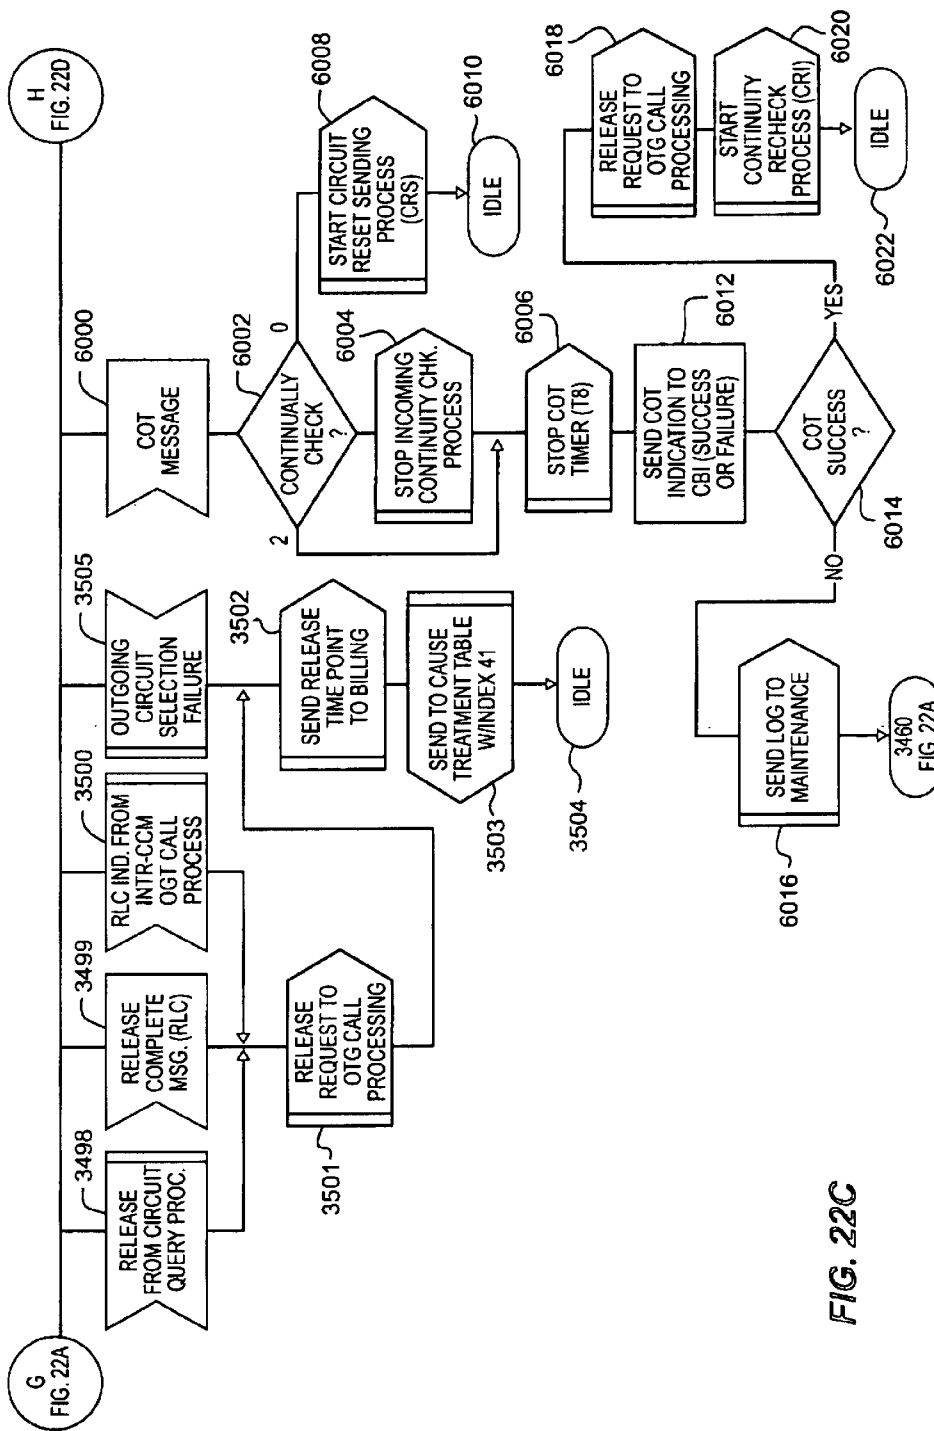 G
FIG. 22A
H
FIG. 22D
3498
RELEASE
FROM CIRCUIT
QUERY PROC.
3499
RELEASE
COMPLETE
MSG. (RLC)
3500
RLC IND. FROM
INTR-CCM
OGT CALL
PROCESS
3505
OUTGOING
CIRCUIT
SELECTION
FAILURE
3501
RELEASE
REQUEST TO
OTG CALL
PROCESSING
3502
SEND RELEASE
TIME POINT
TO BILLING
3503
SEND TO CAUSE
TREATMENT TABLE
W/INDEX 41
3504
IDLE
6000
COT
MESSAGE
6002
CONTINUALLY
CHECK
?
2
0
6004
STOP INCOMING
CONTINUITY CHK.
PROCESS
6008
START CIRCUIT
RESET SENDING
PROCESS
(CRS)
6010
IDLE
6006
STOP COT
TIMER (T8)
6012
SEND COT
INDICATION TO
CBI (SUCCESS
OR FAILURE)
6014
COT
SUCCESS
?
NO
YES
6016
SEND LOG TO
MAINTENANCE
3460
FIG. 22A
6018
RELEASE
REQUEST TO
OTG CALL
PROCESSING
6020
START
CONTINUITY
RECHECK
PROCESS (CRI)
6022
IDLE
FIG. 22C